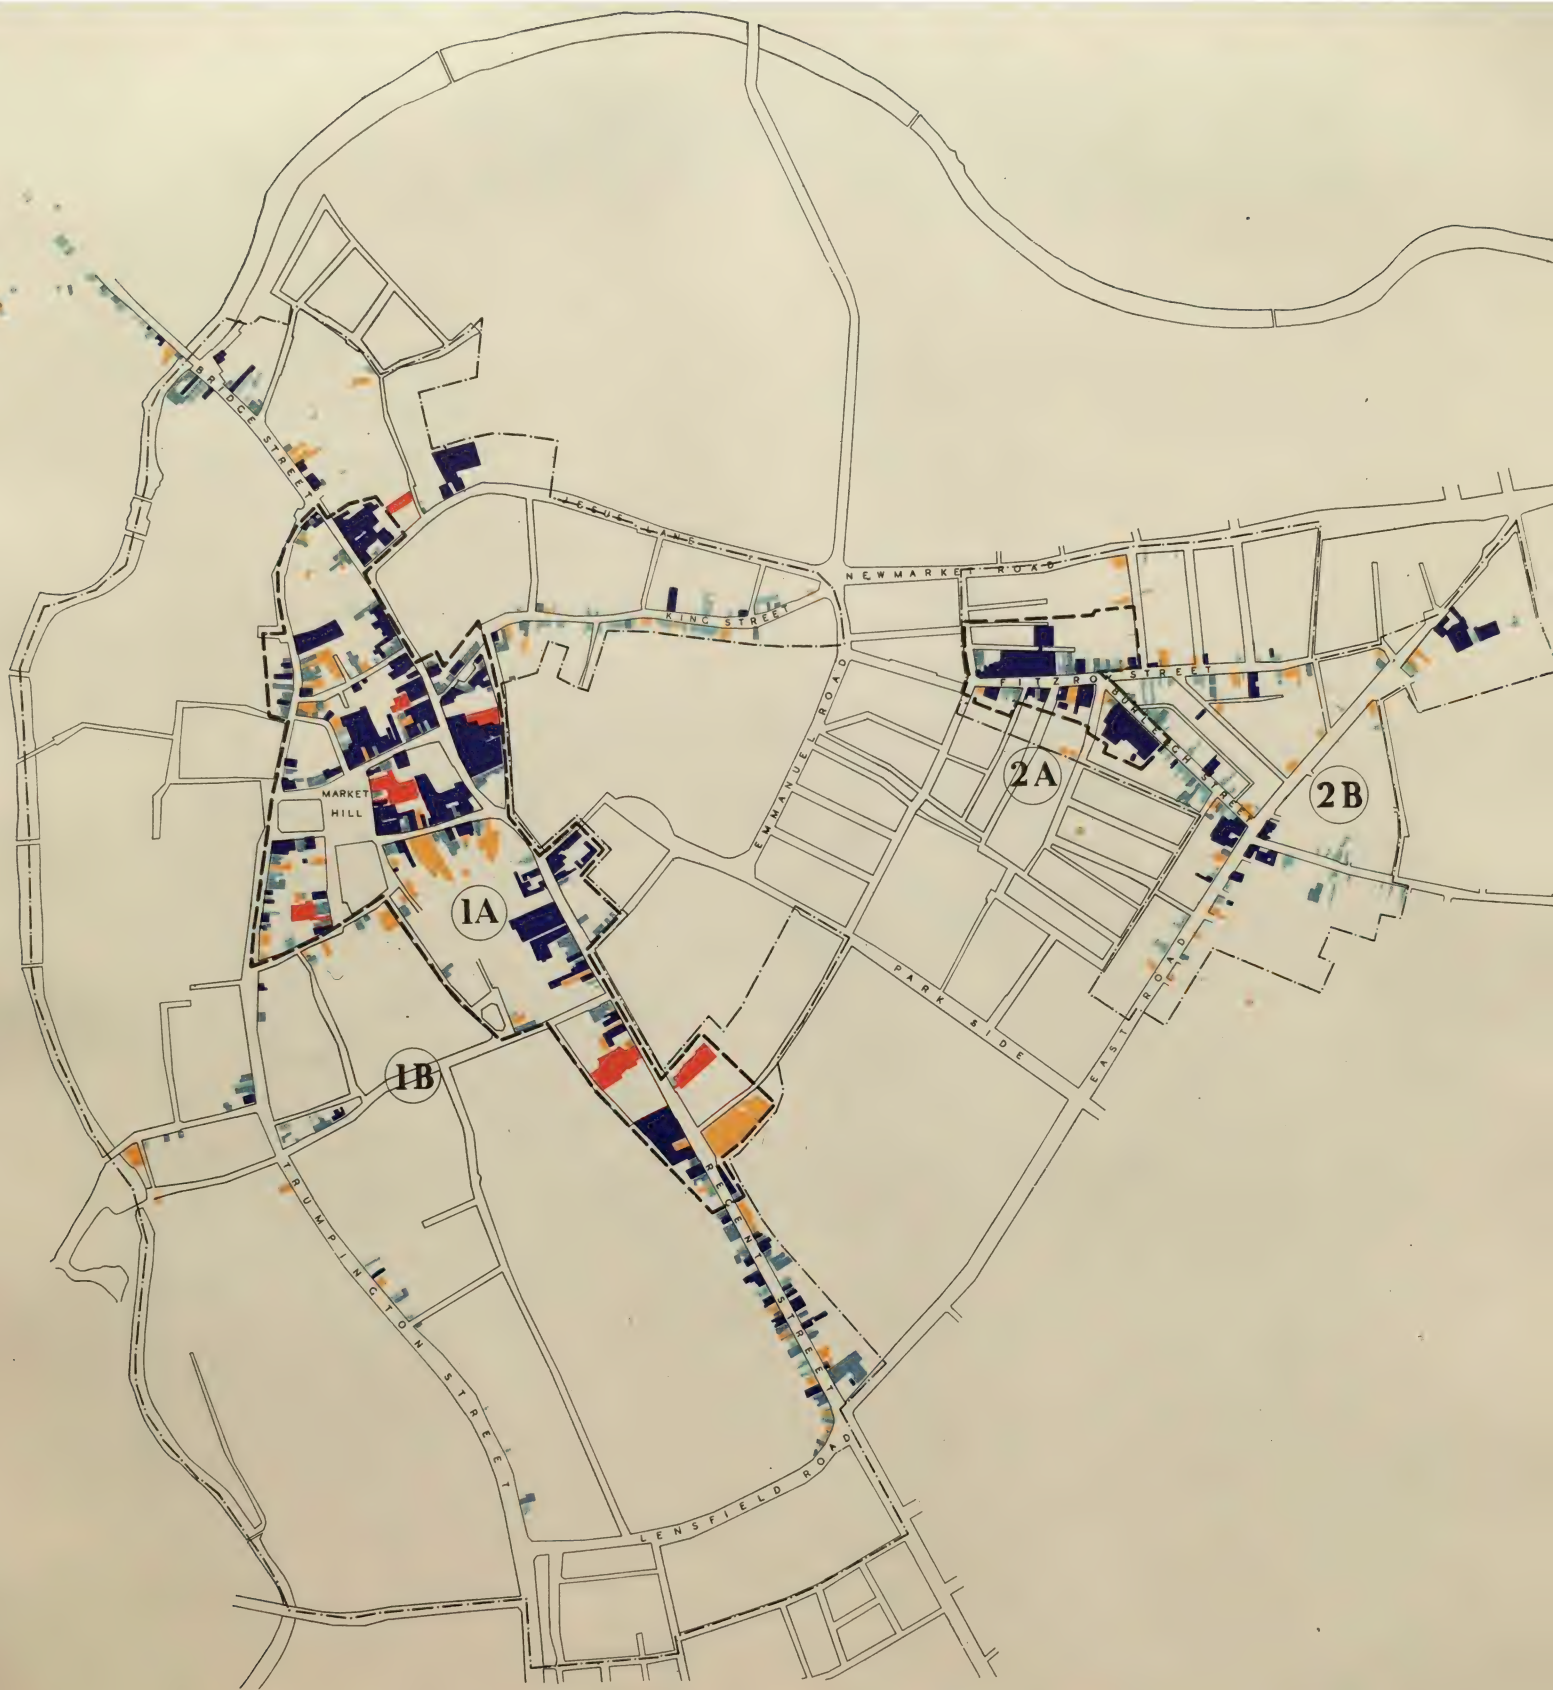 BRIDGE STREET
JESUS LANE
NEWMARKET ROAD
KING STREET
FITZROY STREET
BURLEIGH STREET
EMMANUEL ROAD
2A
2B
MARKET
HILL
1A
PARK SIDE
EAST ROAD
1B
TRUMPINGTON STREET
REGENT STREET
LENSFIELD ROAD